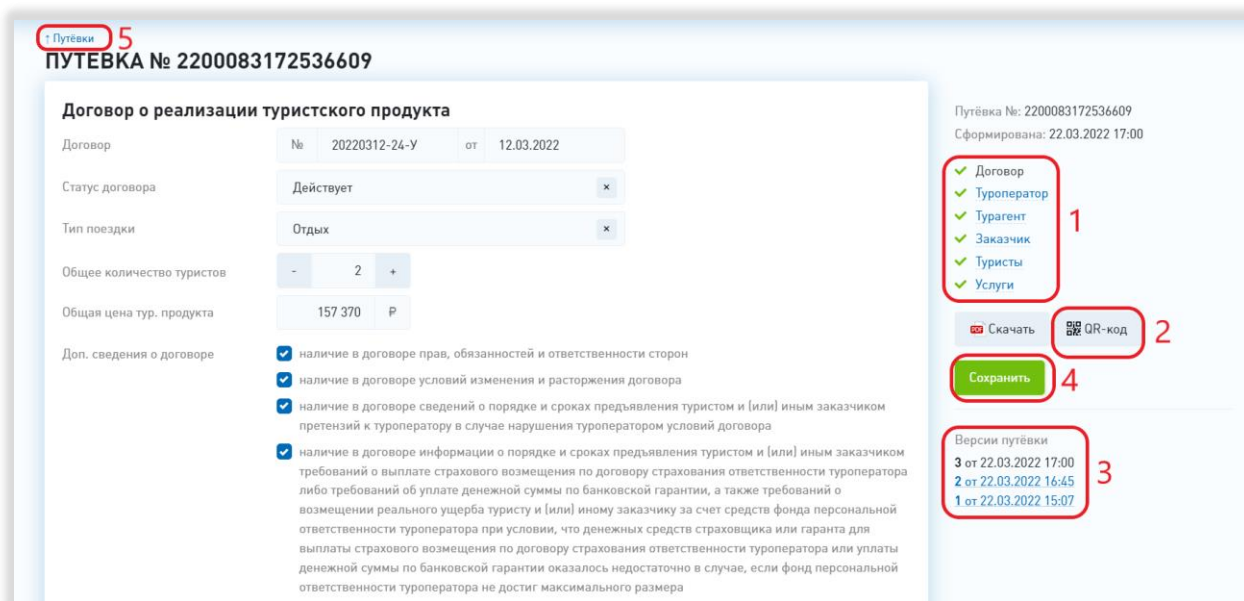 ↑ Путёвки 5
ПУТЕВКА № 2200083172536609
Договор о реализации туристского продукта
Договор № 20220312-24-У от 12.03.2022
Статус договора Действует ×
Тип поездки Отдых ×
Общее количество туристов - 2 +
Общая цена тур. продукта 157 370 ₽
Доп. сведения о договоре наличие в договоре прав, обязанностей и ответственности сторон
наличие в договоре условий изменения и расторжения договора
наличие в договоре сведений о порядке и сроках предъявления туристом и (или) иным заказчиком
претензий к туроператору в случае нарушения туроператором условий договора
наличие в договоре информации о порядке и сроках предъявления туристом и (или) иным заказчиком
требований о выплате страхового возмещения по договору страхования ответственности туроператора
либо требований об уплате денежной суммы по банковской гарантии, а также требований о
возмещении реального ущерба туристу и (или) иному заказчику за счет средств фонда персональной
ответственности туроператора при условии, что денежных средств страховщика или гаранта для
выплаты страхового возмещения по договору страхования ответственности туроператора или уплаты
денежной суммы по банковской гарантии оказалось недостаточно в случае, если фонд персональной
ответственности туроператора не достиг максимального размера
Путёвка №: 2200083172536609
Сформирована: 22.03.2022 17:00
Договор
Туроператор
Турагент 1
Заказчик
Туристы
Услуги
PDF Скачать QR-код 2
Сохранить 4
Версии путёвки
3 от 22.03.2022 17:00
2 от 22.03.2022 16:45 3
1 от 22.03.2022 15:07